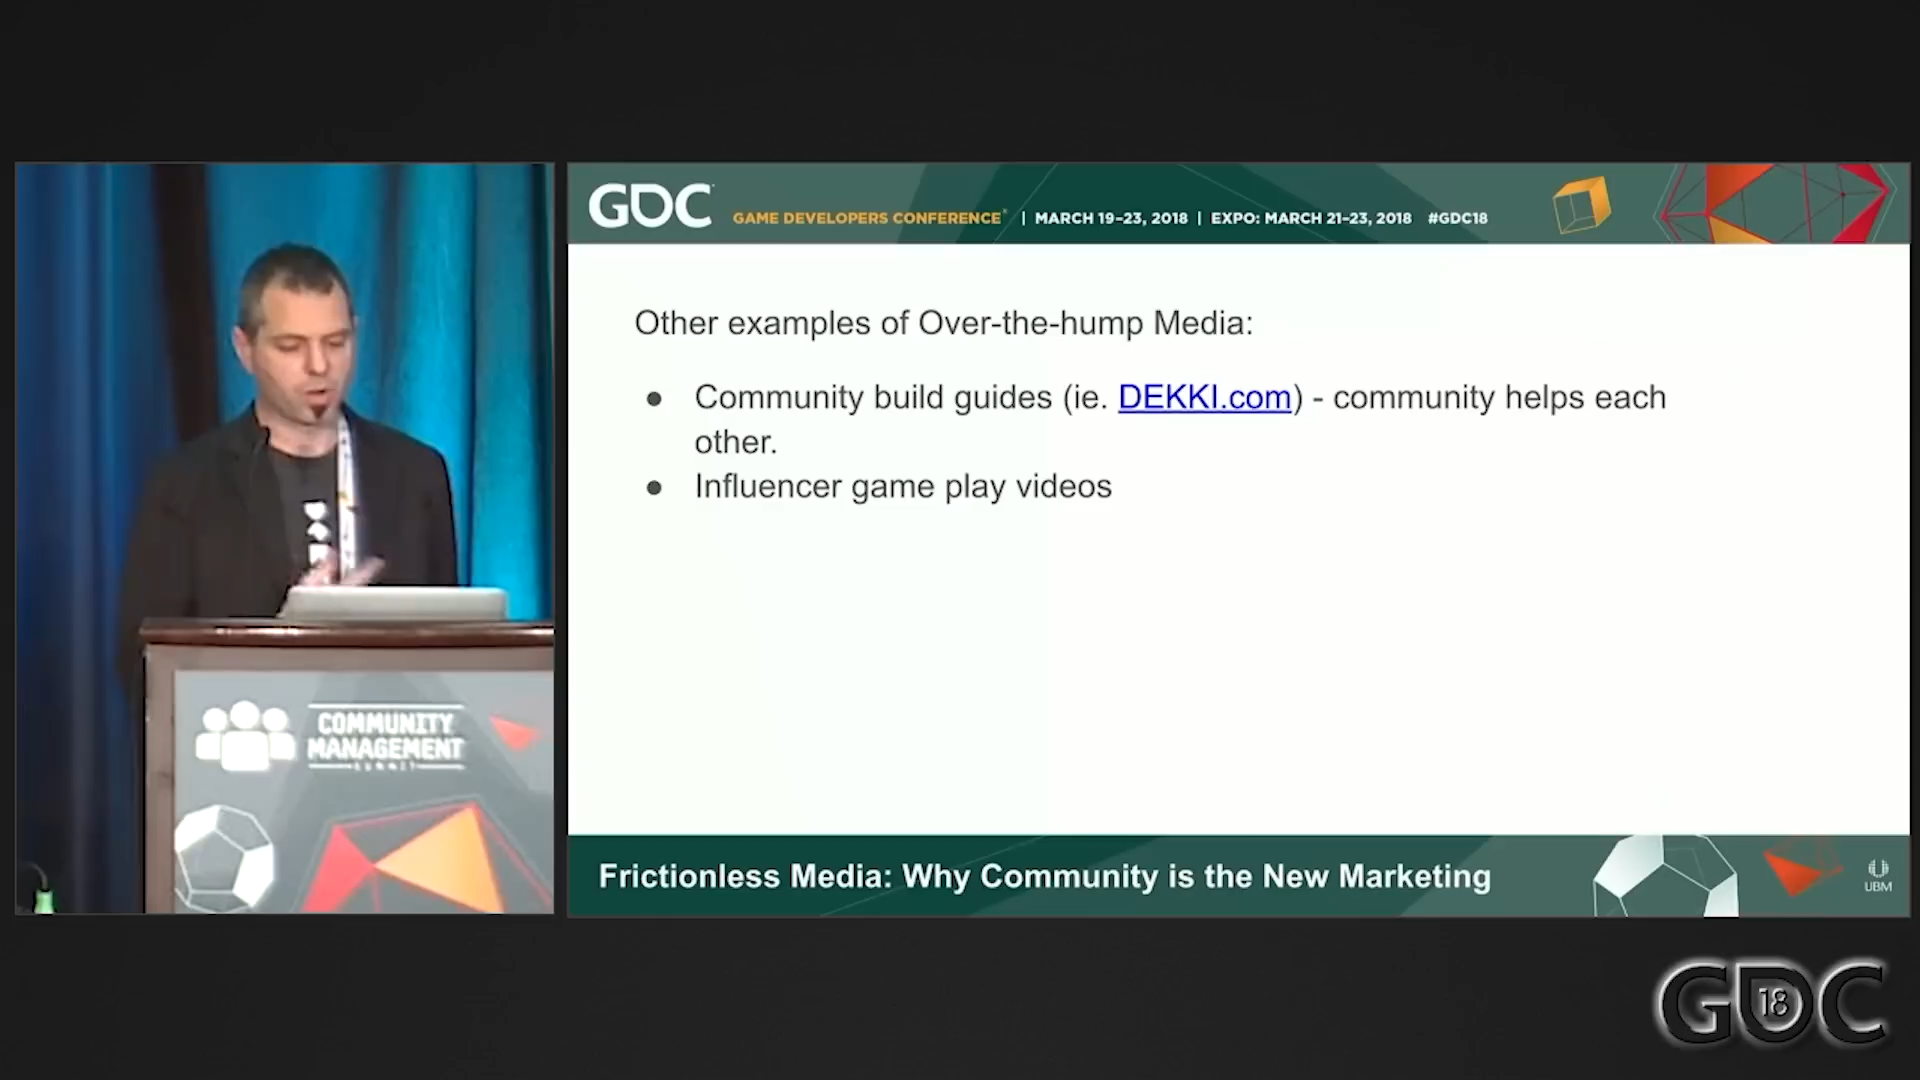 GDC
GAME DEVELOPERS CONFERENCE® | MARCH 19–23, 2018 | EXPO: MARCH 21–23, 2018 #GDC18
Other examples of Over-the-hump Media:
● Community build guides (ie. DEKKI.com) - community helps each
other.
● Influencer game play videos
COMMUNITY
MANAGEMENT
SUMMIT
Frictionless Media: Why Community is the New Marketing
UBM
GDC
18